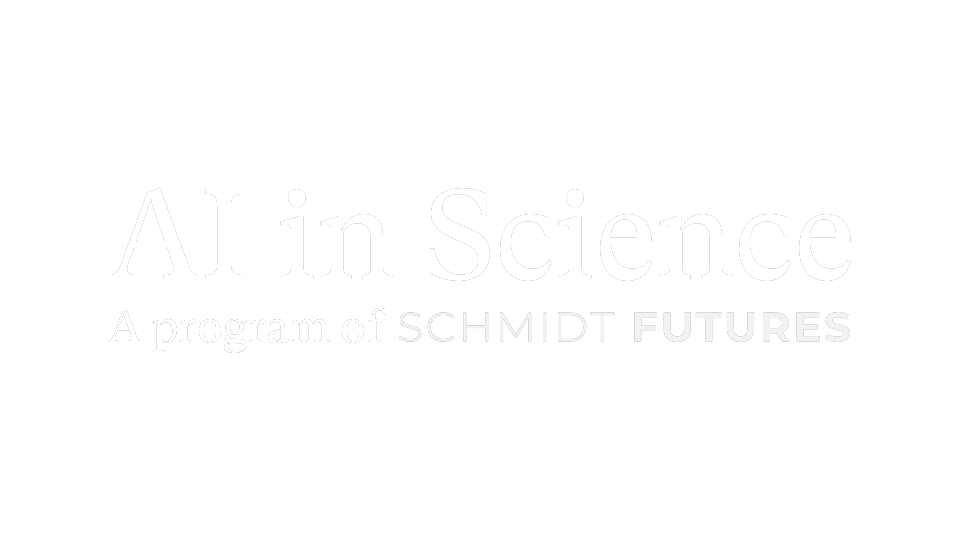 AI in Science
A program of SCHMIDT FUTURES